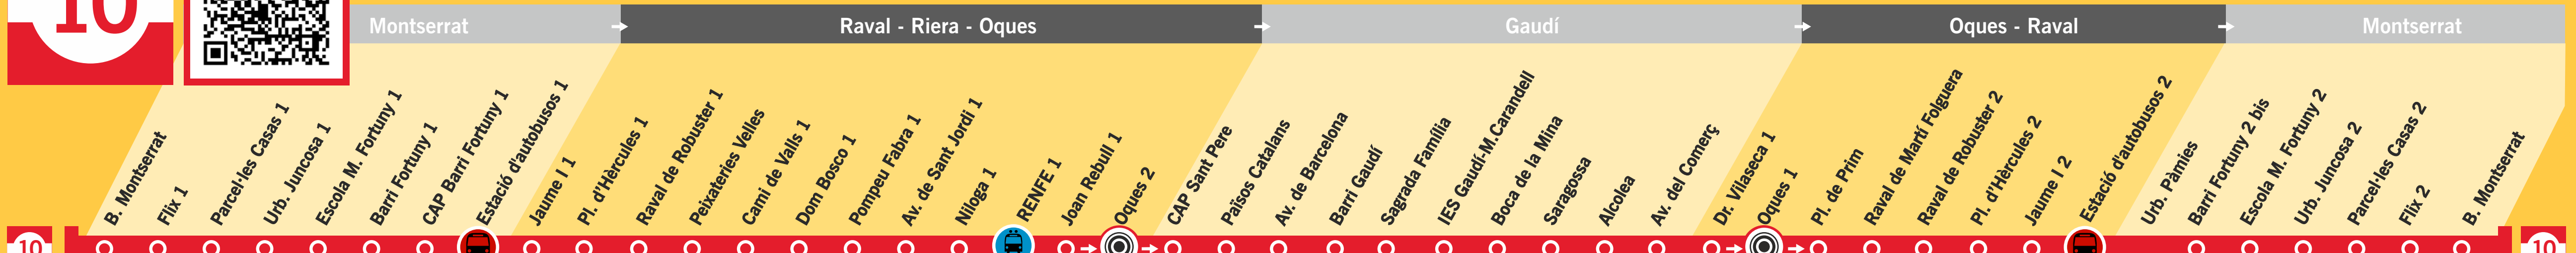 10
Montserrat
Raval - Riera - Oques
Gaudí
Oques - Raval
Montserrat
B. Montserrat
Flix 1
Parcel·les Casas 1
Urb. Juncosa 1
Escola M. Fortuny 1
Barri Fortuny 1
CAP Barri Fortuny 1
Estació d'autobusos 1
Jaume I 1
Pl. d'Hèrcules 1
Raval de Robuster 1
Peixateries Velles
Camí de Valls 1
Dom Bosco 1
Pompeu Fabra 1
Av. de Sant Jordi 1
Niloga 1
RENFE 1
Joan Rebull 1
Oques 2
CAP Sant Pere
Països Catalans
Av. de Barcelona
Barri Gaudí
Sagrada Família
IES Gaudí-M.Carandell
Boca de la Mina
Saragossa
Alcolea
Av. del Comerç
Dr. Vilaseca 1
Oques 1
Pl. de Prim
Raval de Martí Folguera
Raval de Robuster 2
Pl. d'Hèrcules 2
Jaume I 2
Estació d'autobusos 2
Urb. Pàmies
Barri Fortuny 2 bis
Escola M. Fortuny 2
Urb. Juncosa 2
Parcel·les Casas 2
Flix 2
B. Montserrat
10
10